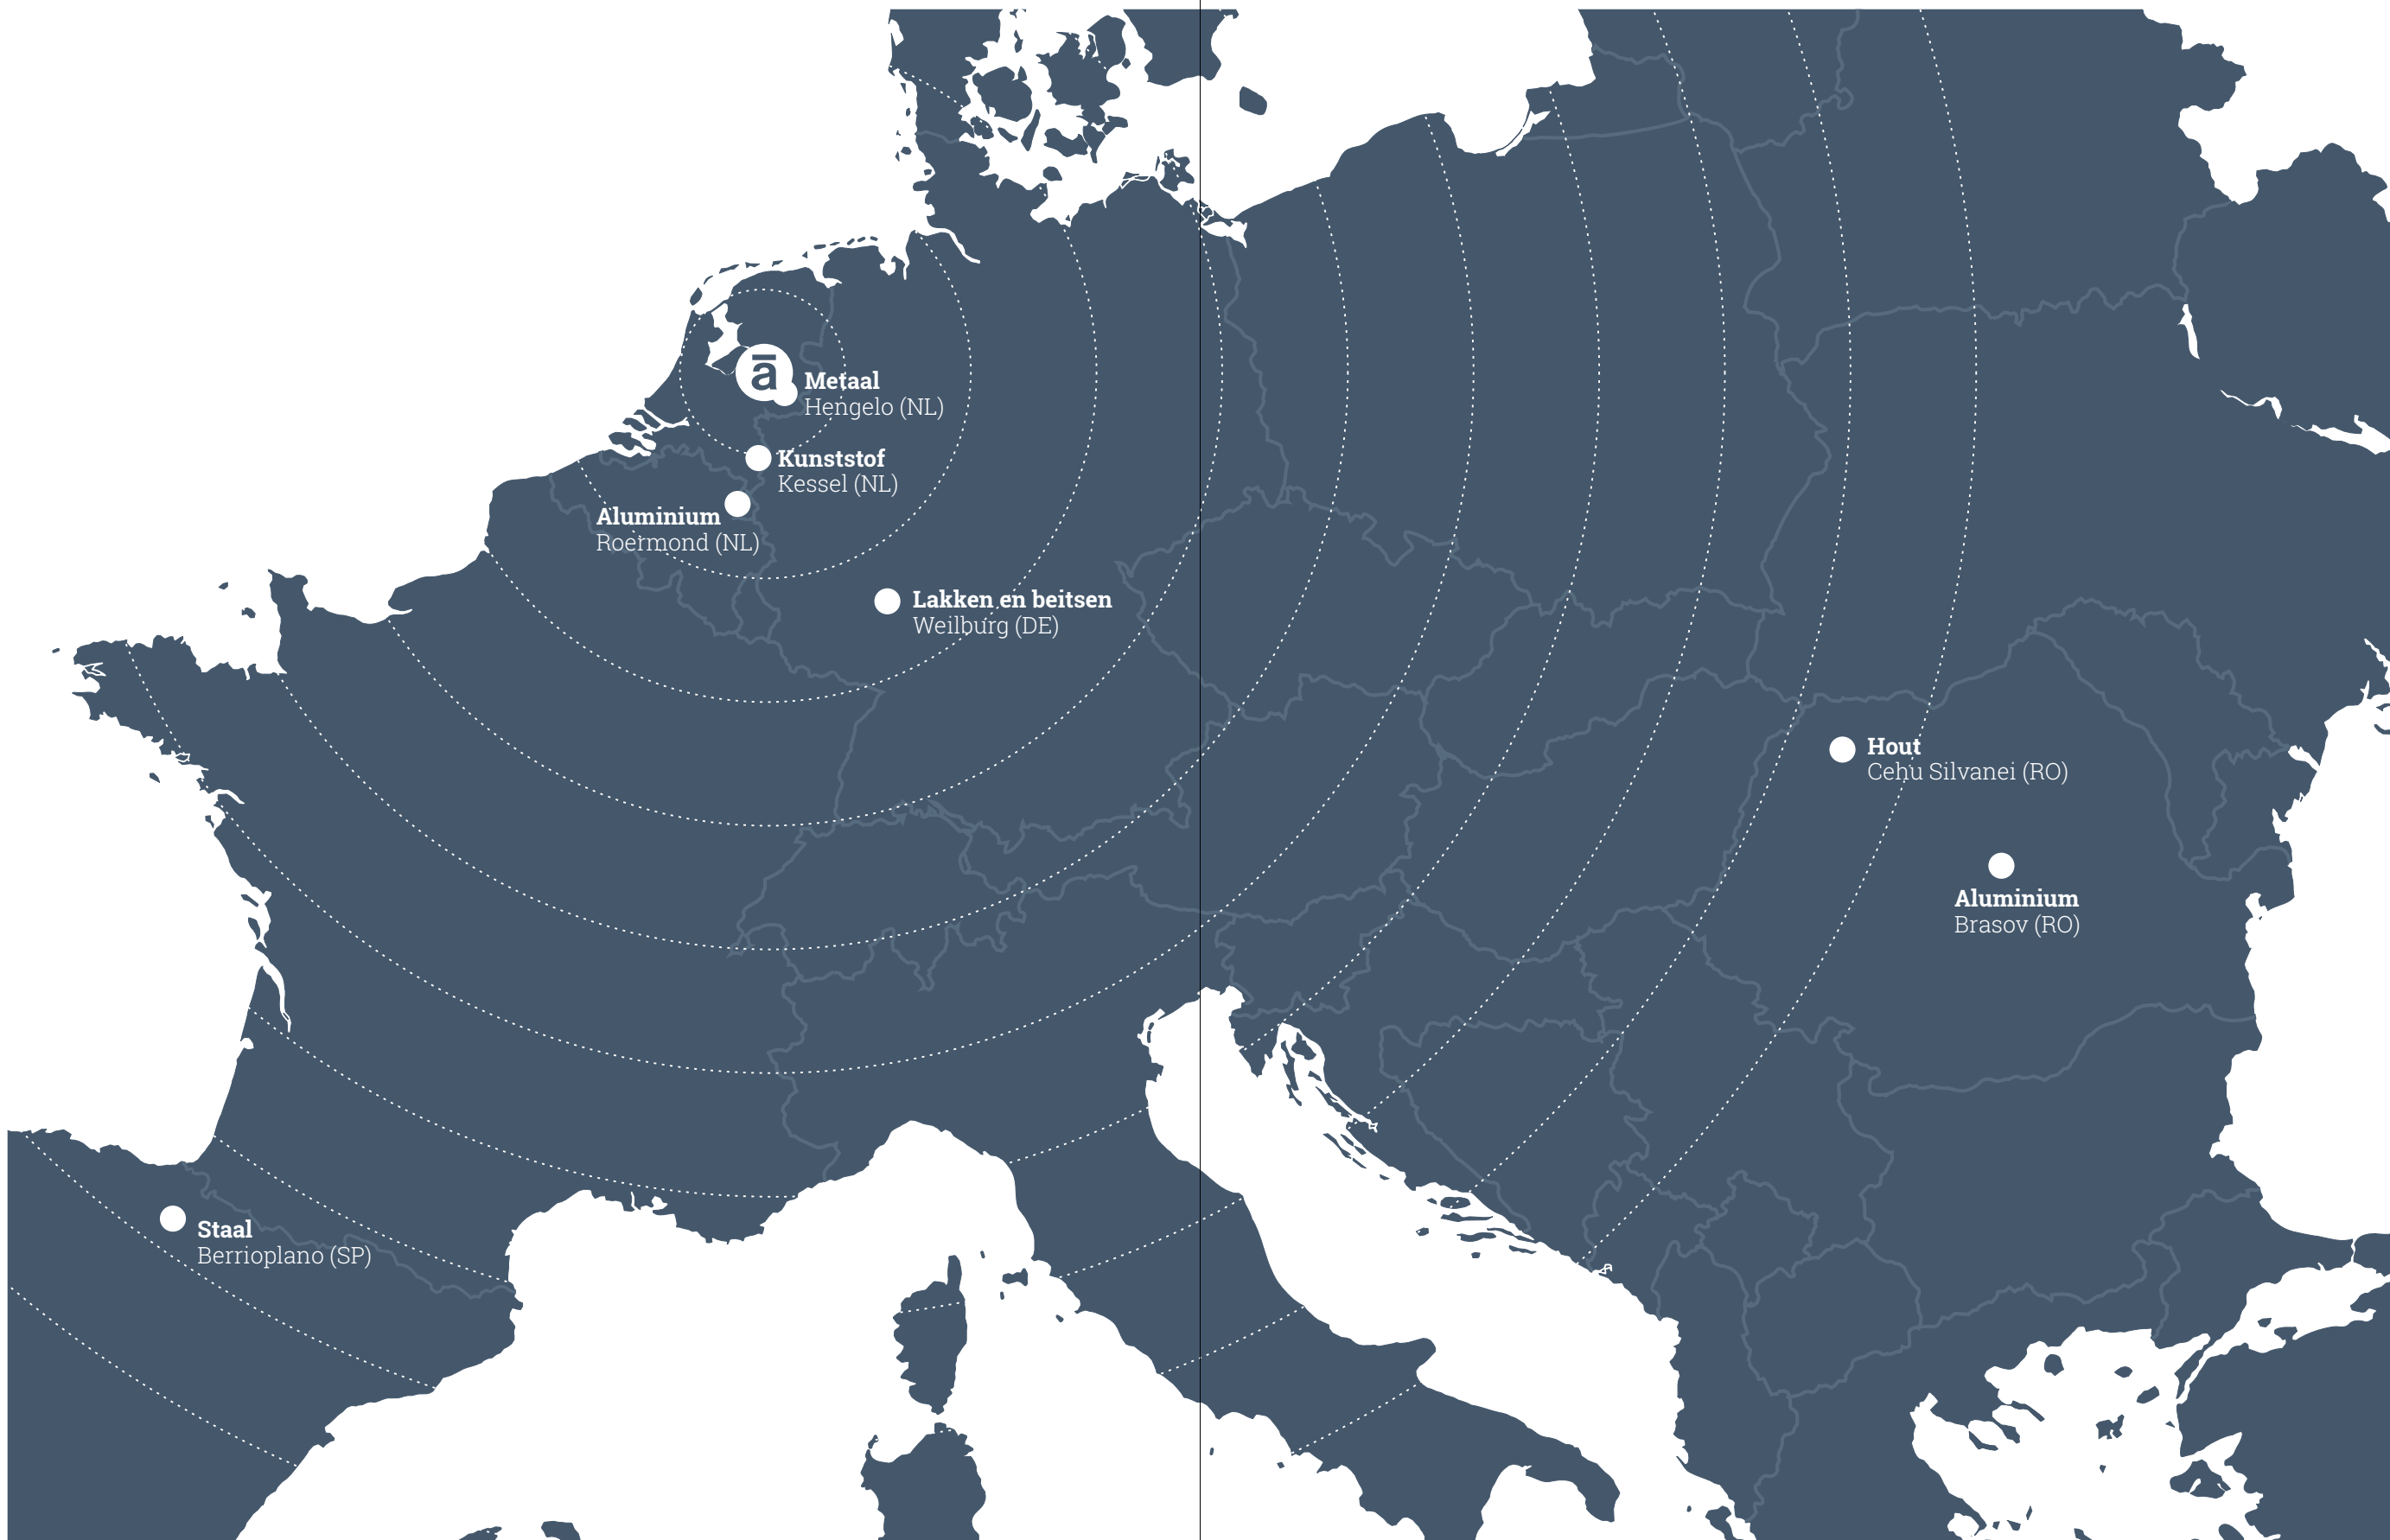 ā
Metaal
Hengelo (NL)
Kunststof
Kessel (NL)
Aluminium
Roermond (NL)
Lakken en beitsen
Weilburg (DE)
Hout
Cehu Silvanei (RO)
Aluminium
Brasov (RO)
Staal
Berrioplano (SP)